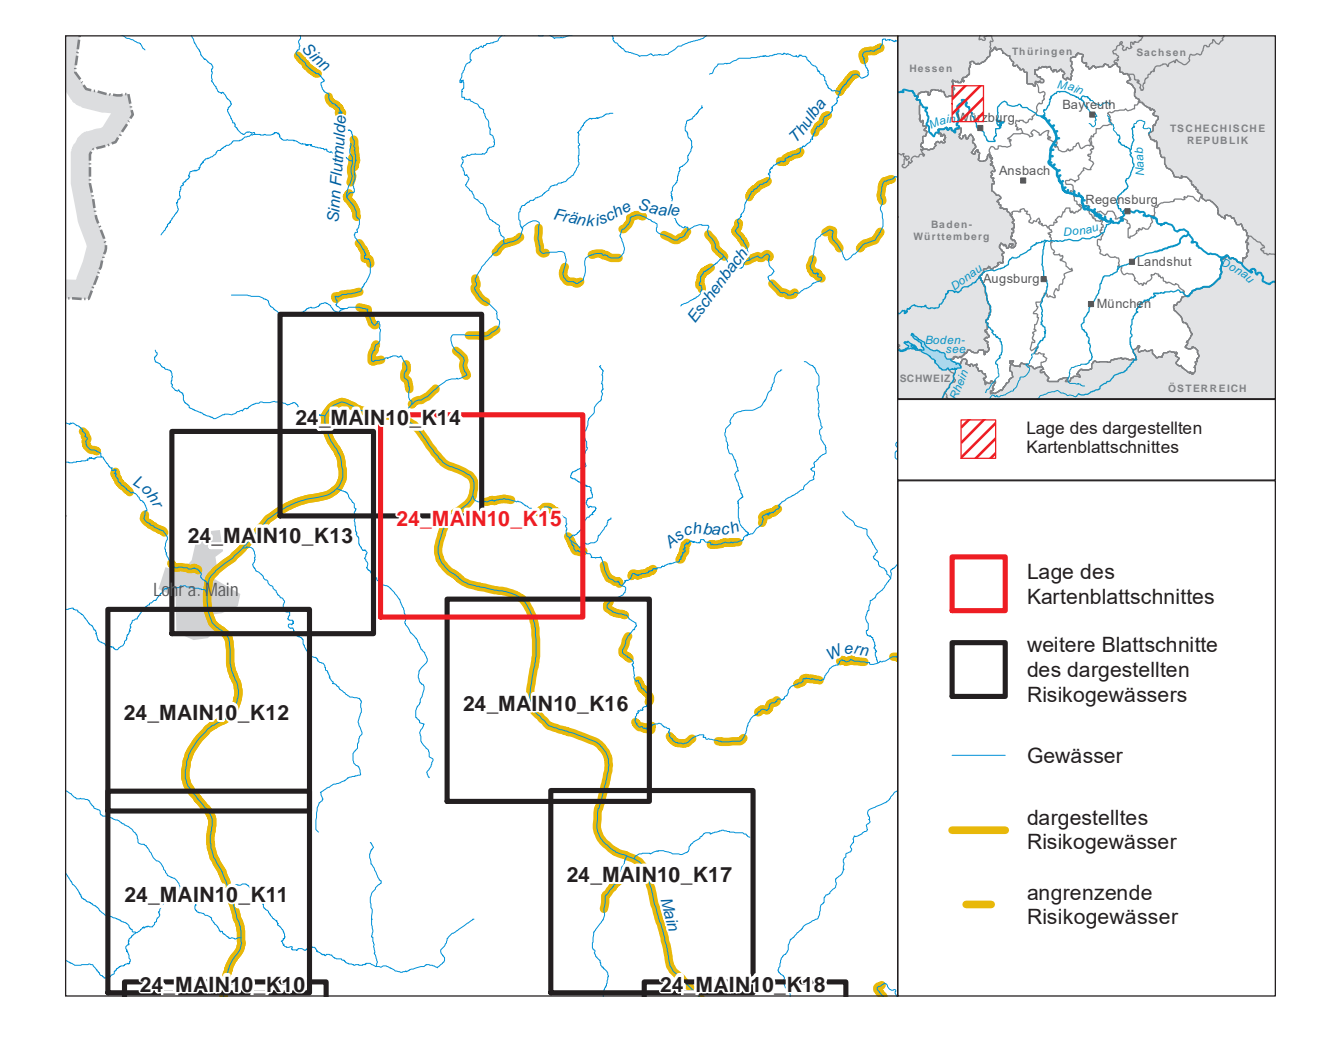 Sinn
Sinn Flutmulde
Thulba
Fränkische Saale
Eschenbach
24_MAIN10_K14
Lohr
24_MAIN10_K15
24_MAIN10_K13
Aschbach
Lohr a. Main
Wern
24_MAIN10_K16
24_MAIN10_K12
24_MAIN10_K17
24_MAIN10_K11
Main
24_MAIN10_K10
24_MAIN10_K18
Thüringen
Sachsen
Hessen
Main
Bayreuth
Main
Würzburg
TSCHECHISCHE
REPUBLIK
Naab
Ansbach
Regensburg
Baden-
Württemberg
Donau
Landshut
Donau
Donau
Augsburg
München
Boden-
see
SCHWEIZ
Rhein
ÖSTERREICH
Lage des dargestellten
Kartenblattschnittes
Lage des
Kartenblattschnittes
weitere Blattschnitte
des dargestellten
Risikogewässers
Gewässer
dargestelltes
Risikogewässer
angrenzende
Risikogewässer